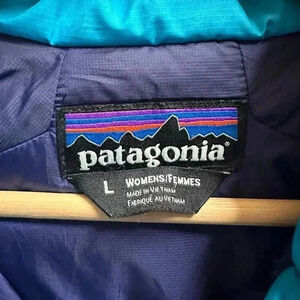 patagonia®
L WOMENS/FEMMES
MADE IN VIETNAM
FABRIQUÉ AU VIETNAM